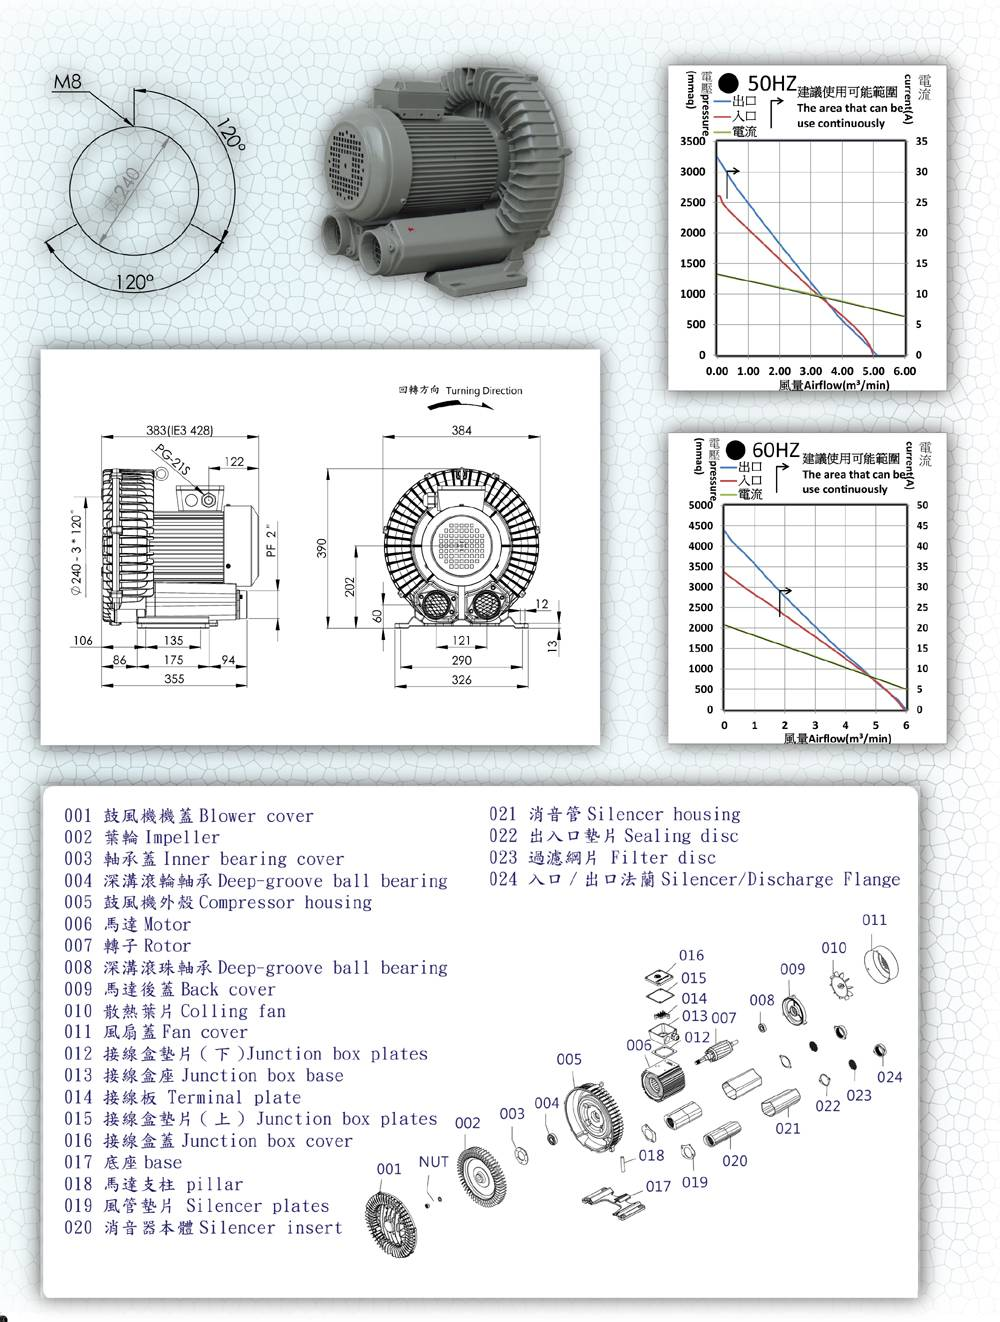 M8
120°
240
120°
電壓 pressure (mmaq)
50HZ
出口
入口
電流
建議使用可能範圍
The area that can be
use continuously
電流
current(A)
3500 35
3000 30
2500 25
2000 20
1500 15
1000 10
500 5
0 0
0.00 1.00 2.00 3.00 4.00 5.00 6.00
風量Airflow(m³/min)
電壓 pressure (mmaq)
60HZ
出口
入口
電流
建議使用可能範圍
The area that can be
use continuously
電流
current(A)
5000 50
4500 45
4000 40
3500 35
3000 30
2500 25
2000 20
1500 15
1000 10
500 5
0 0
0 1 2 3 4 5 6
風量Airflow(m³/min)
回轉方向 Turning Direction
383(IE3 428)
PG-21S
122
Ø240 - 3 * 120°
PF 2"
106 135
86 175 94
355
384
390
202
60
12
13
121
290
326
001 鼓風機機蓋 Blower cover
002 葉輪 Impeller
003 軸承蓋 Inner bearing cover
004 深溝滾輪軸承 Deep-groove ball bearing
005 鼓風機外殼 Compressor housing
006 馬達 Motor
007 轉子 Rotor
008 深溝滾珠軸承 Deep-groove ball bearing
009 馬達後蓋 Back cover
010 散熱葉片 Colling fan
011 風扇蓋 Fan cover
012 接線盒墊片(下)Junction box plates
013 接線盒座 Junction box base
014 接線板 Terminal plate
015 接線盒墊片(上) Junction box plates
016 接線盒蓋 Junction box cover
017 底座 base
018 馬達支柱 pillar
019 風管墊片 Silencer plates
020 消音器本體 Silencer insert
021 消音管 Silencer housing
022 出入口墊片 Sealing disc
023 過濾網片 Filter disc
024 入口/出口法蘭 Silencer/Discharge Flange
011
010
009
008
016
015
014
013
007
012
006
005
004
003
002
001
NUT
024
023
022
021
020
019
018
017